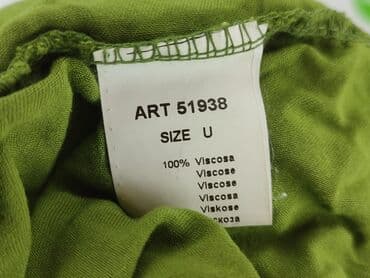 ART 51938
SIZE U
100% Viscosa
Viscose
Viscose
Viscosa
Viskose